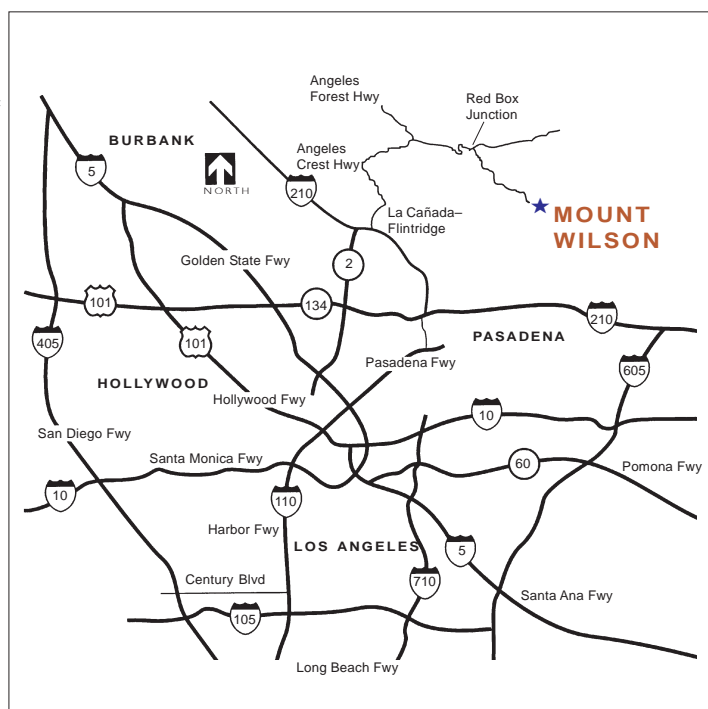 Angeles
Forest Hwy
Red Box
Junction
BURBANK
Angeles
Crest Hwy
5
NORTH
210
La Cañada–
Flintridge
MOUNT
WILSON
Golden State Fwy
2
101
134
210
405
101
PASADENA
Pasadena Fwy
605
HOLLYWOOD
Hollywood Fwy
10
San Diego Fwy
Santa Monica Fwy
60
Pomona Fwy
10
110
Harbor Fwy
LOS ANGELES
5
710
Century Blvd
Santa Ana Fwy
105
Long Beach Fwy